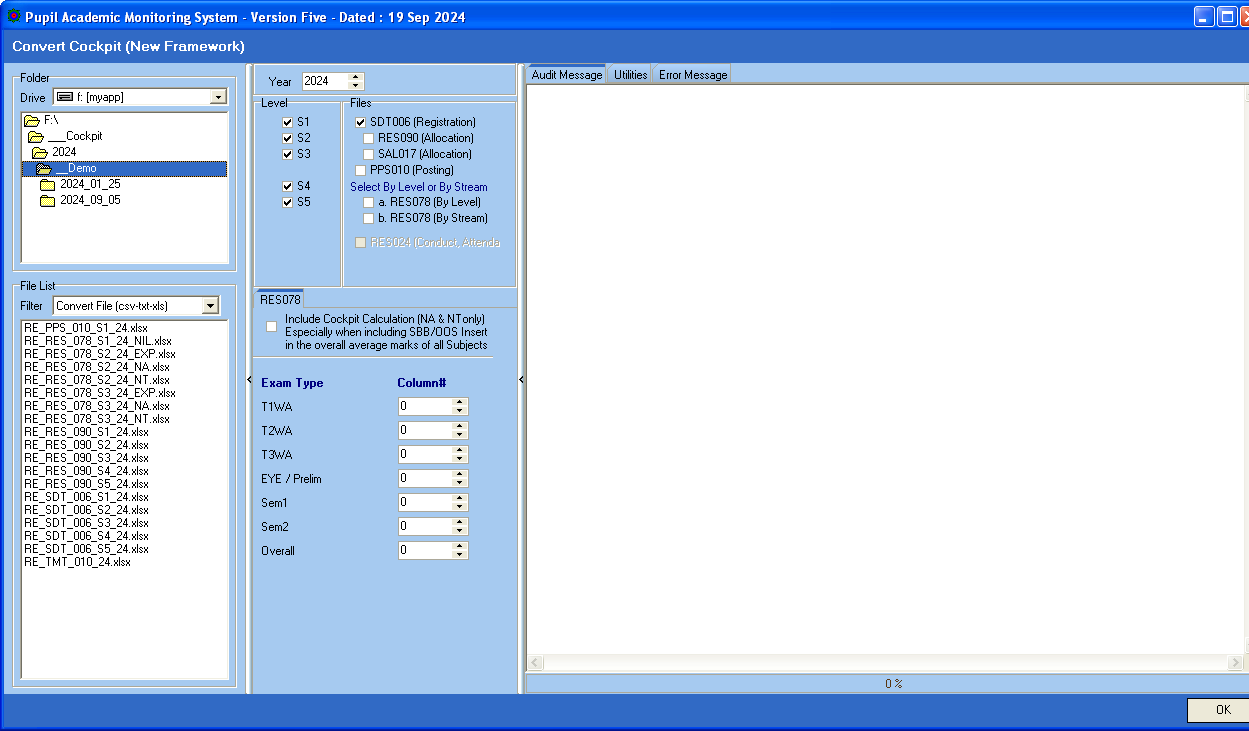 Pupil Academic Monitoring System - Version Five - Dated : 19 Sep 2024
Convert Cockpit (New Framework)
Folder
Drive f: [myapp]
F:\
___Cockpit
2024
__Demo
2024_01_25
2024_09_05
File List
Filter Convert File (csv-txt-xls)
RE_PPS_010_S1_24.xlsx
RE_RES_078_S1_24_NIL.xlsx
RE_RES_078_S2_24_EXP.xlsx
RE_RES_078_S2_24_NA.xlsx
RE_RES_078_S2_24_NT.xlsx
RE_RES_078_S3_24_EXP.xlsx
RE_RES_078_S3_24_NA.xlsx
RE_RES_078_S3_24_NT.xlsx
RE_RES_090_S1_24.xlsx
RE_RES_090_S2_24.xlsx
RE_RES_090_S3_24.xlsx
RE_RES_090_S4_24.xlsx
RE_RES_090_S5_24.xlsx
RE_SDT_006_S1_24.xlsx
RE_SDT_006_S2_24.xlsx
RE_SDT_006_S3_24.xlsx
RE_SDT_006_S4_24.xlsx
RE_SDT_006_S5_24.xlsx
RE_TMT_010_24.xlsx
Year 2024
Level
S1
S2
S3
S4
S5
Files
SDT006 (Registration)
RES090 (Allocation)
SAL017 (Allocation)
PPS010 (Posting)
Select By Level or By Stream
a. RES078 (By Level)
b. RES078 (By Stream)
RES024 (Conduct, Attenda
RES078
Include Cockpit Calculation (NA & NT only)
Especially when including SBB/OOS Insert
in the overall average marks of all Subjects
Exam Type Column#
T1WA 0
T2WA 0
T3WA 0
EYE / Prelim 0
Sem1 0
Sem2 0
Overall 0
Audit Message Utilities Error Message
0 %
OK